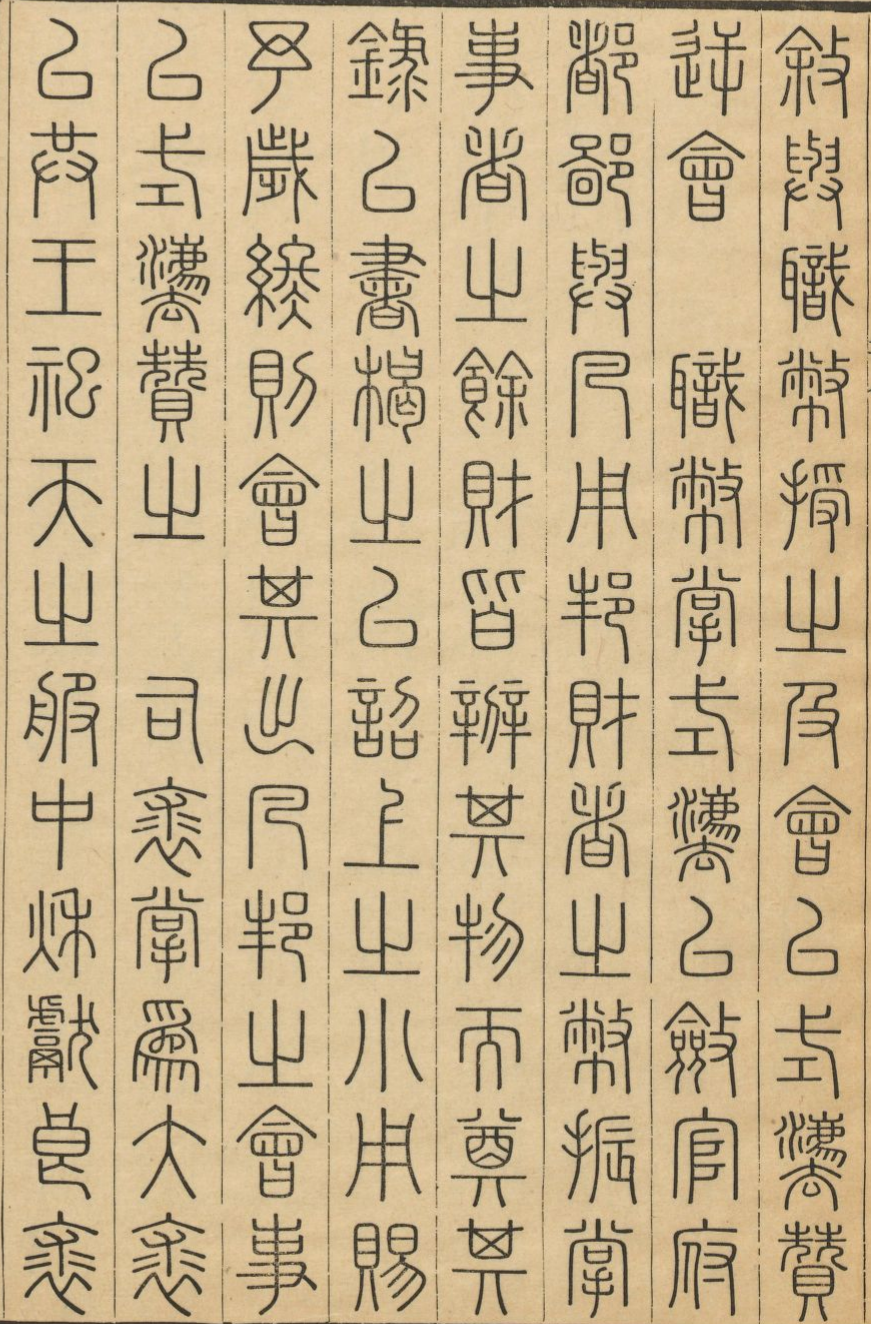 敘與職幣授之及會以式灋贊
逆會 職幣掌式灋以斂官府
都鄙與凡用邦財者之幣振掌
事者之餘財皆辨其物而奠其
錄以書楬之以詔上之小用賜
予歲終則會其出凡邦之會事
以式灋贊之 司裘掌爲大裘
以共王祀天之服中秋獻良裘